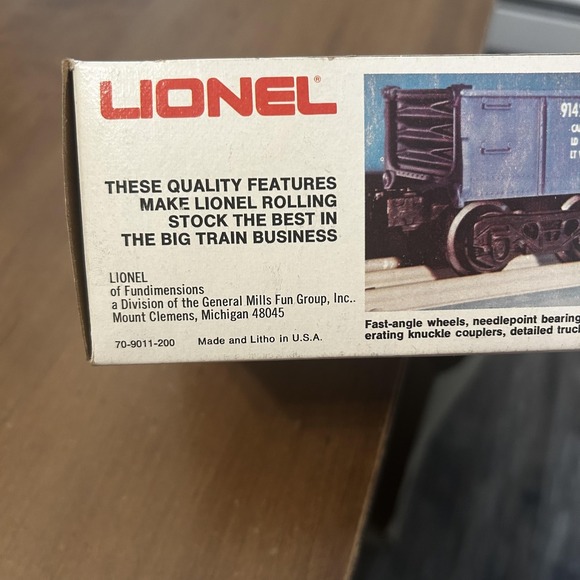 LIONEL®
THESE QUALITY FEATURES
MAKE LIONEL ROLLING
STOCK THE BEST IN
THE BIG TRAIN BUSINESS
LIONEL
of Fundimensions
a Division of the General Mills Fun Group, Inc..
Mount Clemens, Michigan 48045
70-9011-200 Made and Litho in U.S.A.
914
Fast-angle wheels, needlepoint bearing
erating knuckle couplers, detailed truc